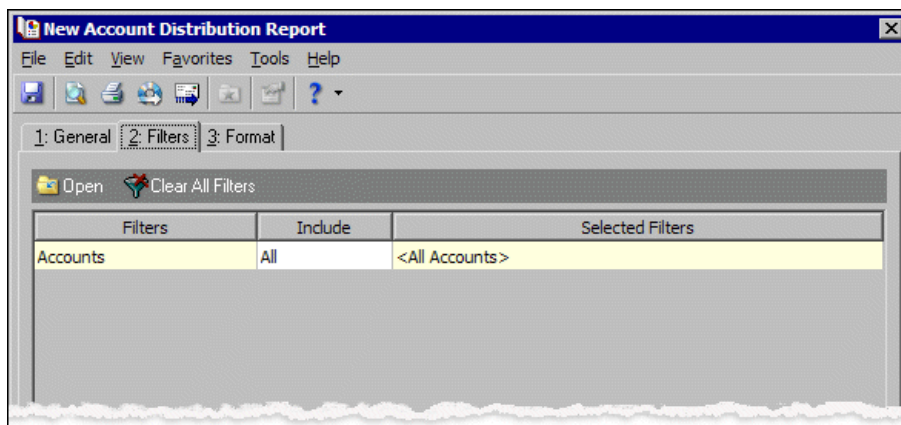 New Account Distribution Report
File Edit View Favorites Tools Help
1: General 2: Filters 3: Format
Open Clear All Filters
Filters Include Selected Filters
Accounts All <All Accounts>